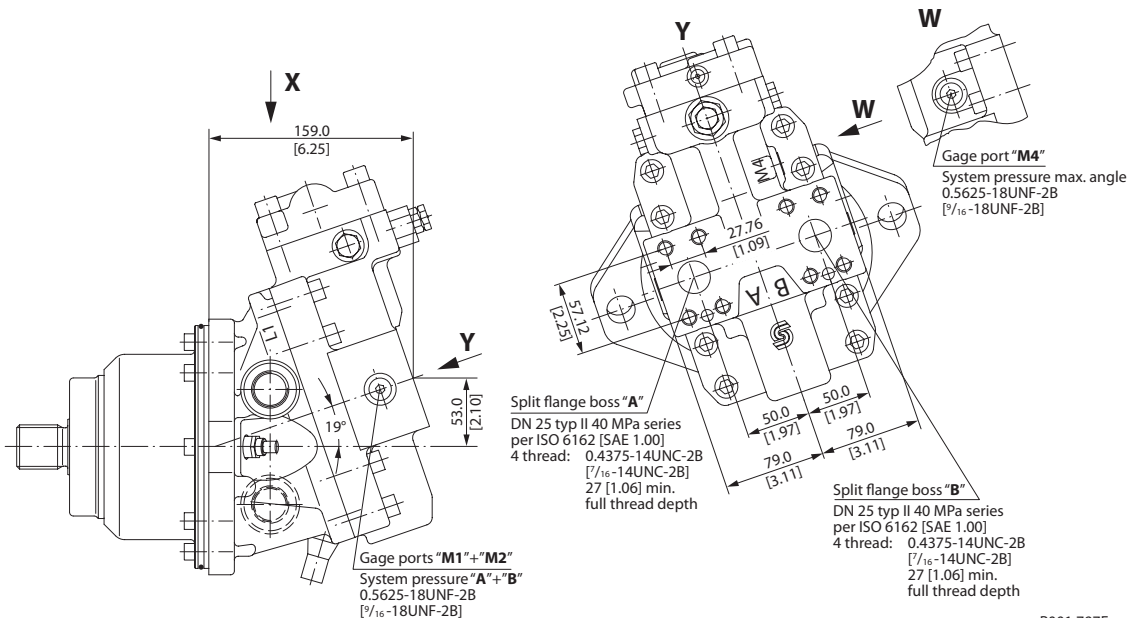 X
159.0
[6.25]
L1
Y
53.0
[2.10]
19°
Gage ports "M1"+"M2"
System pressure "A"+"B"
0.5625-18UNF-2B
[9/16-18UNF-2B]
Y
W
W
M4
Gage port "M4"
System pressure max. angle
0.5625-18UNF-2B
[9/16-18UNF-2B]
27.76
[1.09]
57.12
[2.25]
B A
Split flange boss "A"
DN 25 typ II 40 MPa series
per ISO 6162 [SAE 1.00]
4 thread: 0.4375-14UNC-2B
[7/16-14UNC-2B]
27 [1.06] min.
full thread depth
50.0
[1.97]
50.0
[1.97]
79.0
[3.11]
79.0
[3.11]
Split flange boss "B"
DN 25 typ II 40 MPa series
per ISO 6162 [SAE 1.00]
4 thread: 0.4375-14UNC-2B
[7/16-14UNC-2B]
27 [1.06] min.
full thread depth